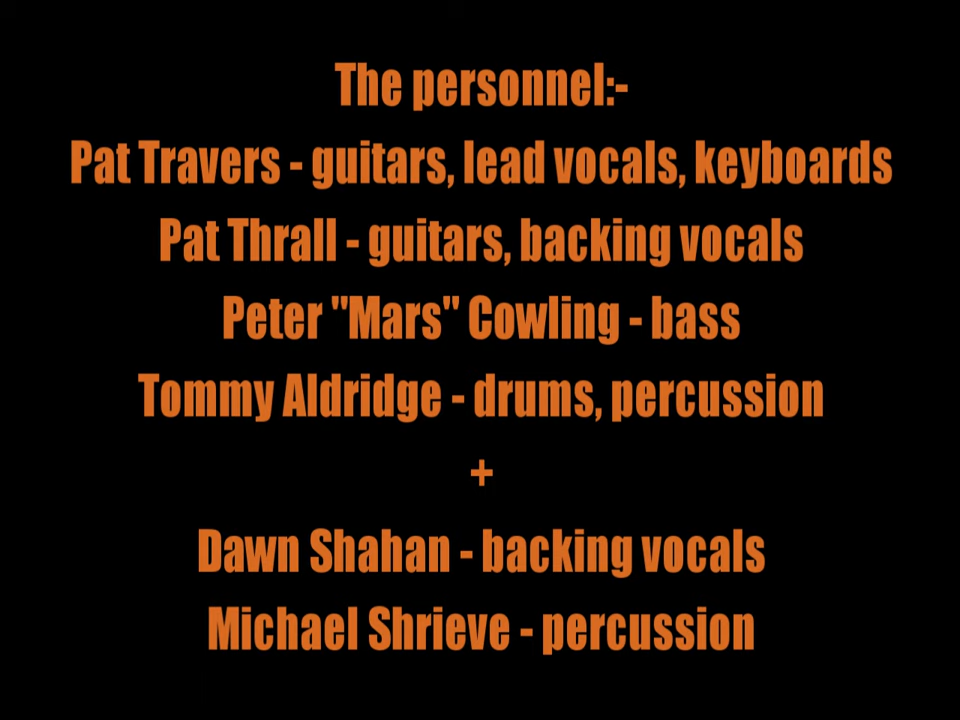 The personnel:-
Pat Travers - guitars, lead vocals, keyboards
Pat Thrall - guitars, backing vocals
Peter "Mars" Cowling - bass
Tommy Aldridge - drums, percussion
+
Dawn Shahan - backing vocals
Michael Shrieve - percussion